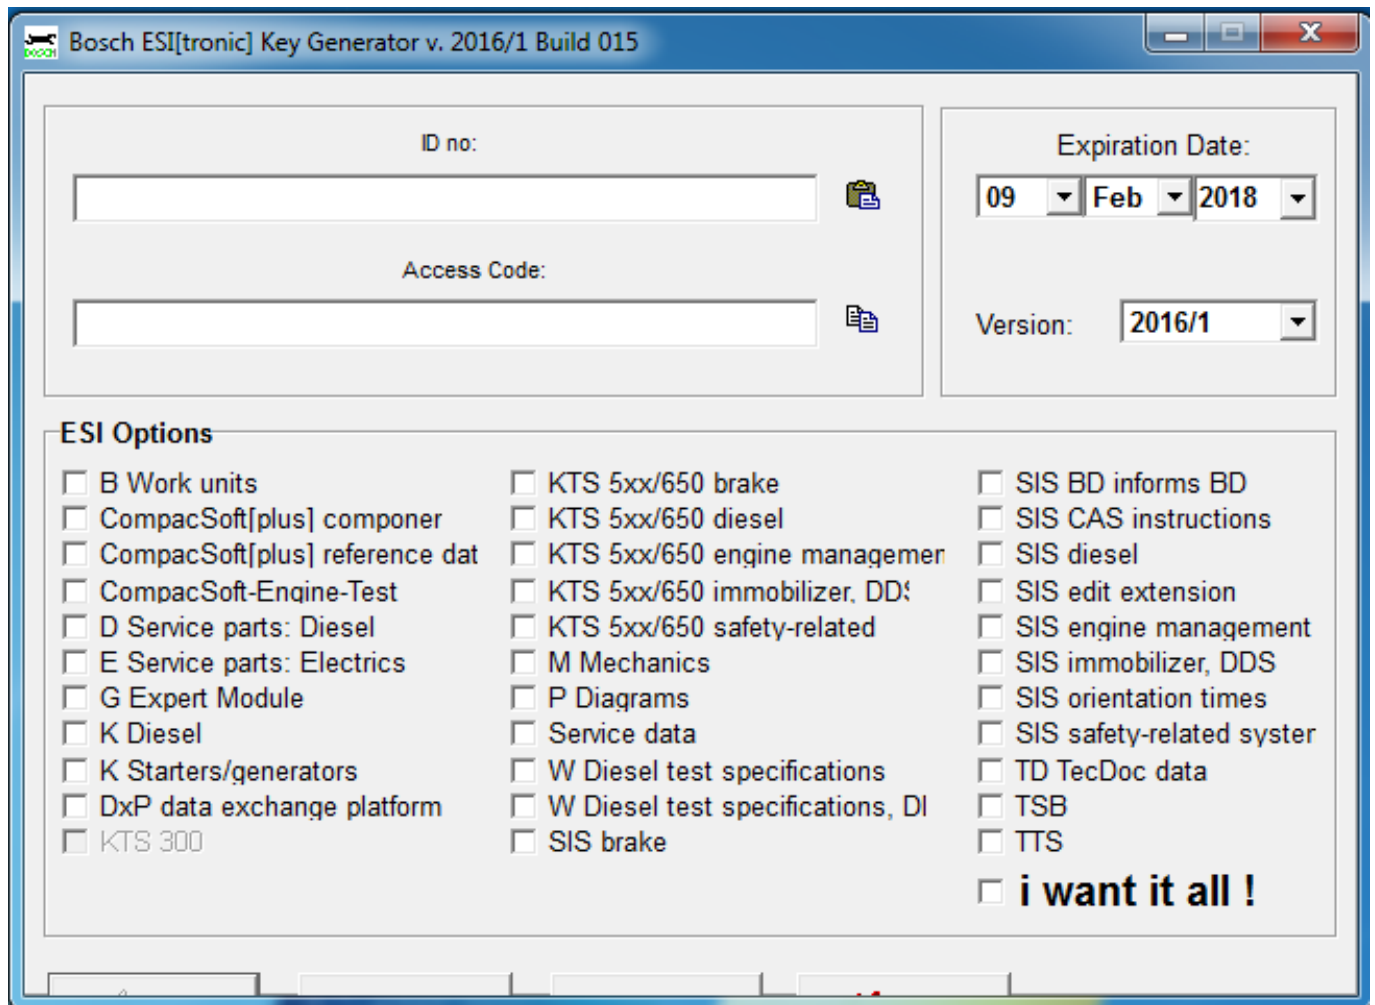 Bosch ESI[tronic] Key Generator v. 2016/1 Build 015
ID no:
Access Code:
Expiration Date:
09 Feb 2018
Version: 2016/1
ESI Options
B Work units
CompacSoft[plus] componer
CompacSoft[plus] reference dat
CompacSoft-Engine-Test
D Service parts: Diesel
E Service parts: Electrics
G Expert Module
K Diesel
K Starters/generators
DxP data exchange platform
KTS 300
KTS 5xx/650 brake
KTS 5xx/650 diesel
KTS 5xx/650 engine managemen
KTS 5xx/650 immobilizer, DDS
KTS 5xx/650 safety-related
M Mechanics
P Diagrams
Service data
W Diesel test specifications
W Diesel test specifications, DI
SIS brake
SIS BD informs BD
SIS CAS instructions
SIS diesel
SIS edit extension
SIS engine management
SIS immobilizer, DDS
SIS orientation times
SIS safety-related syster
TD TecDoc data
TSB
TTS
i want it all !